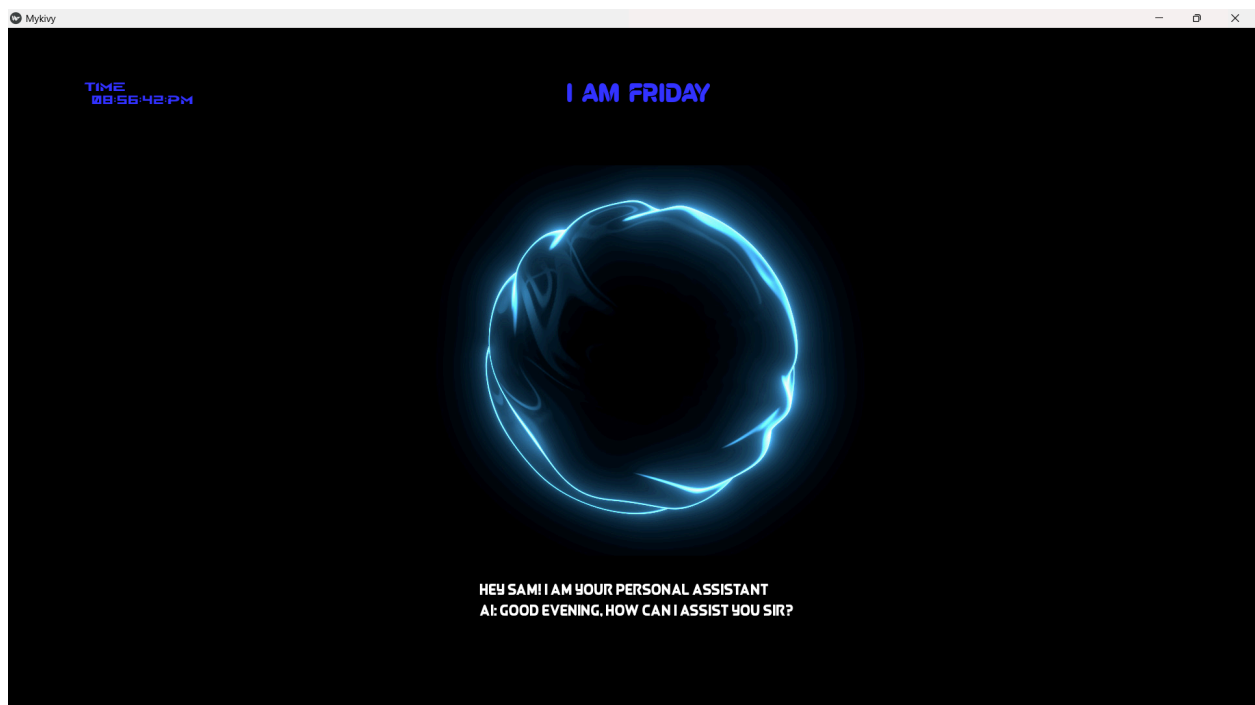 Mykivy
TIME
08:56:42:PM
I AM FRIDAY
HEY SAM! I AM YOUR PERSONAL ASSISTANT
AI: GOOD EVENING, HOW CAN I ASSIST YOU SIR?